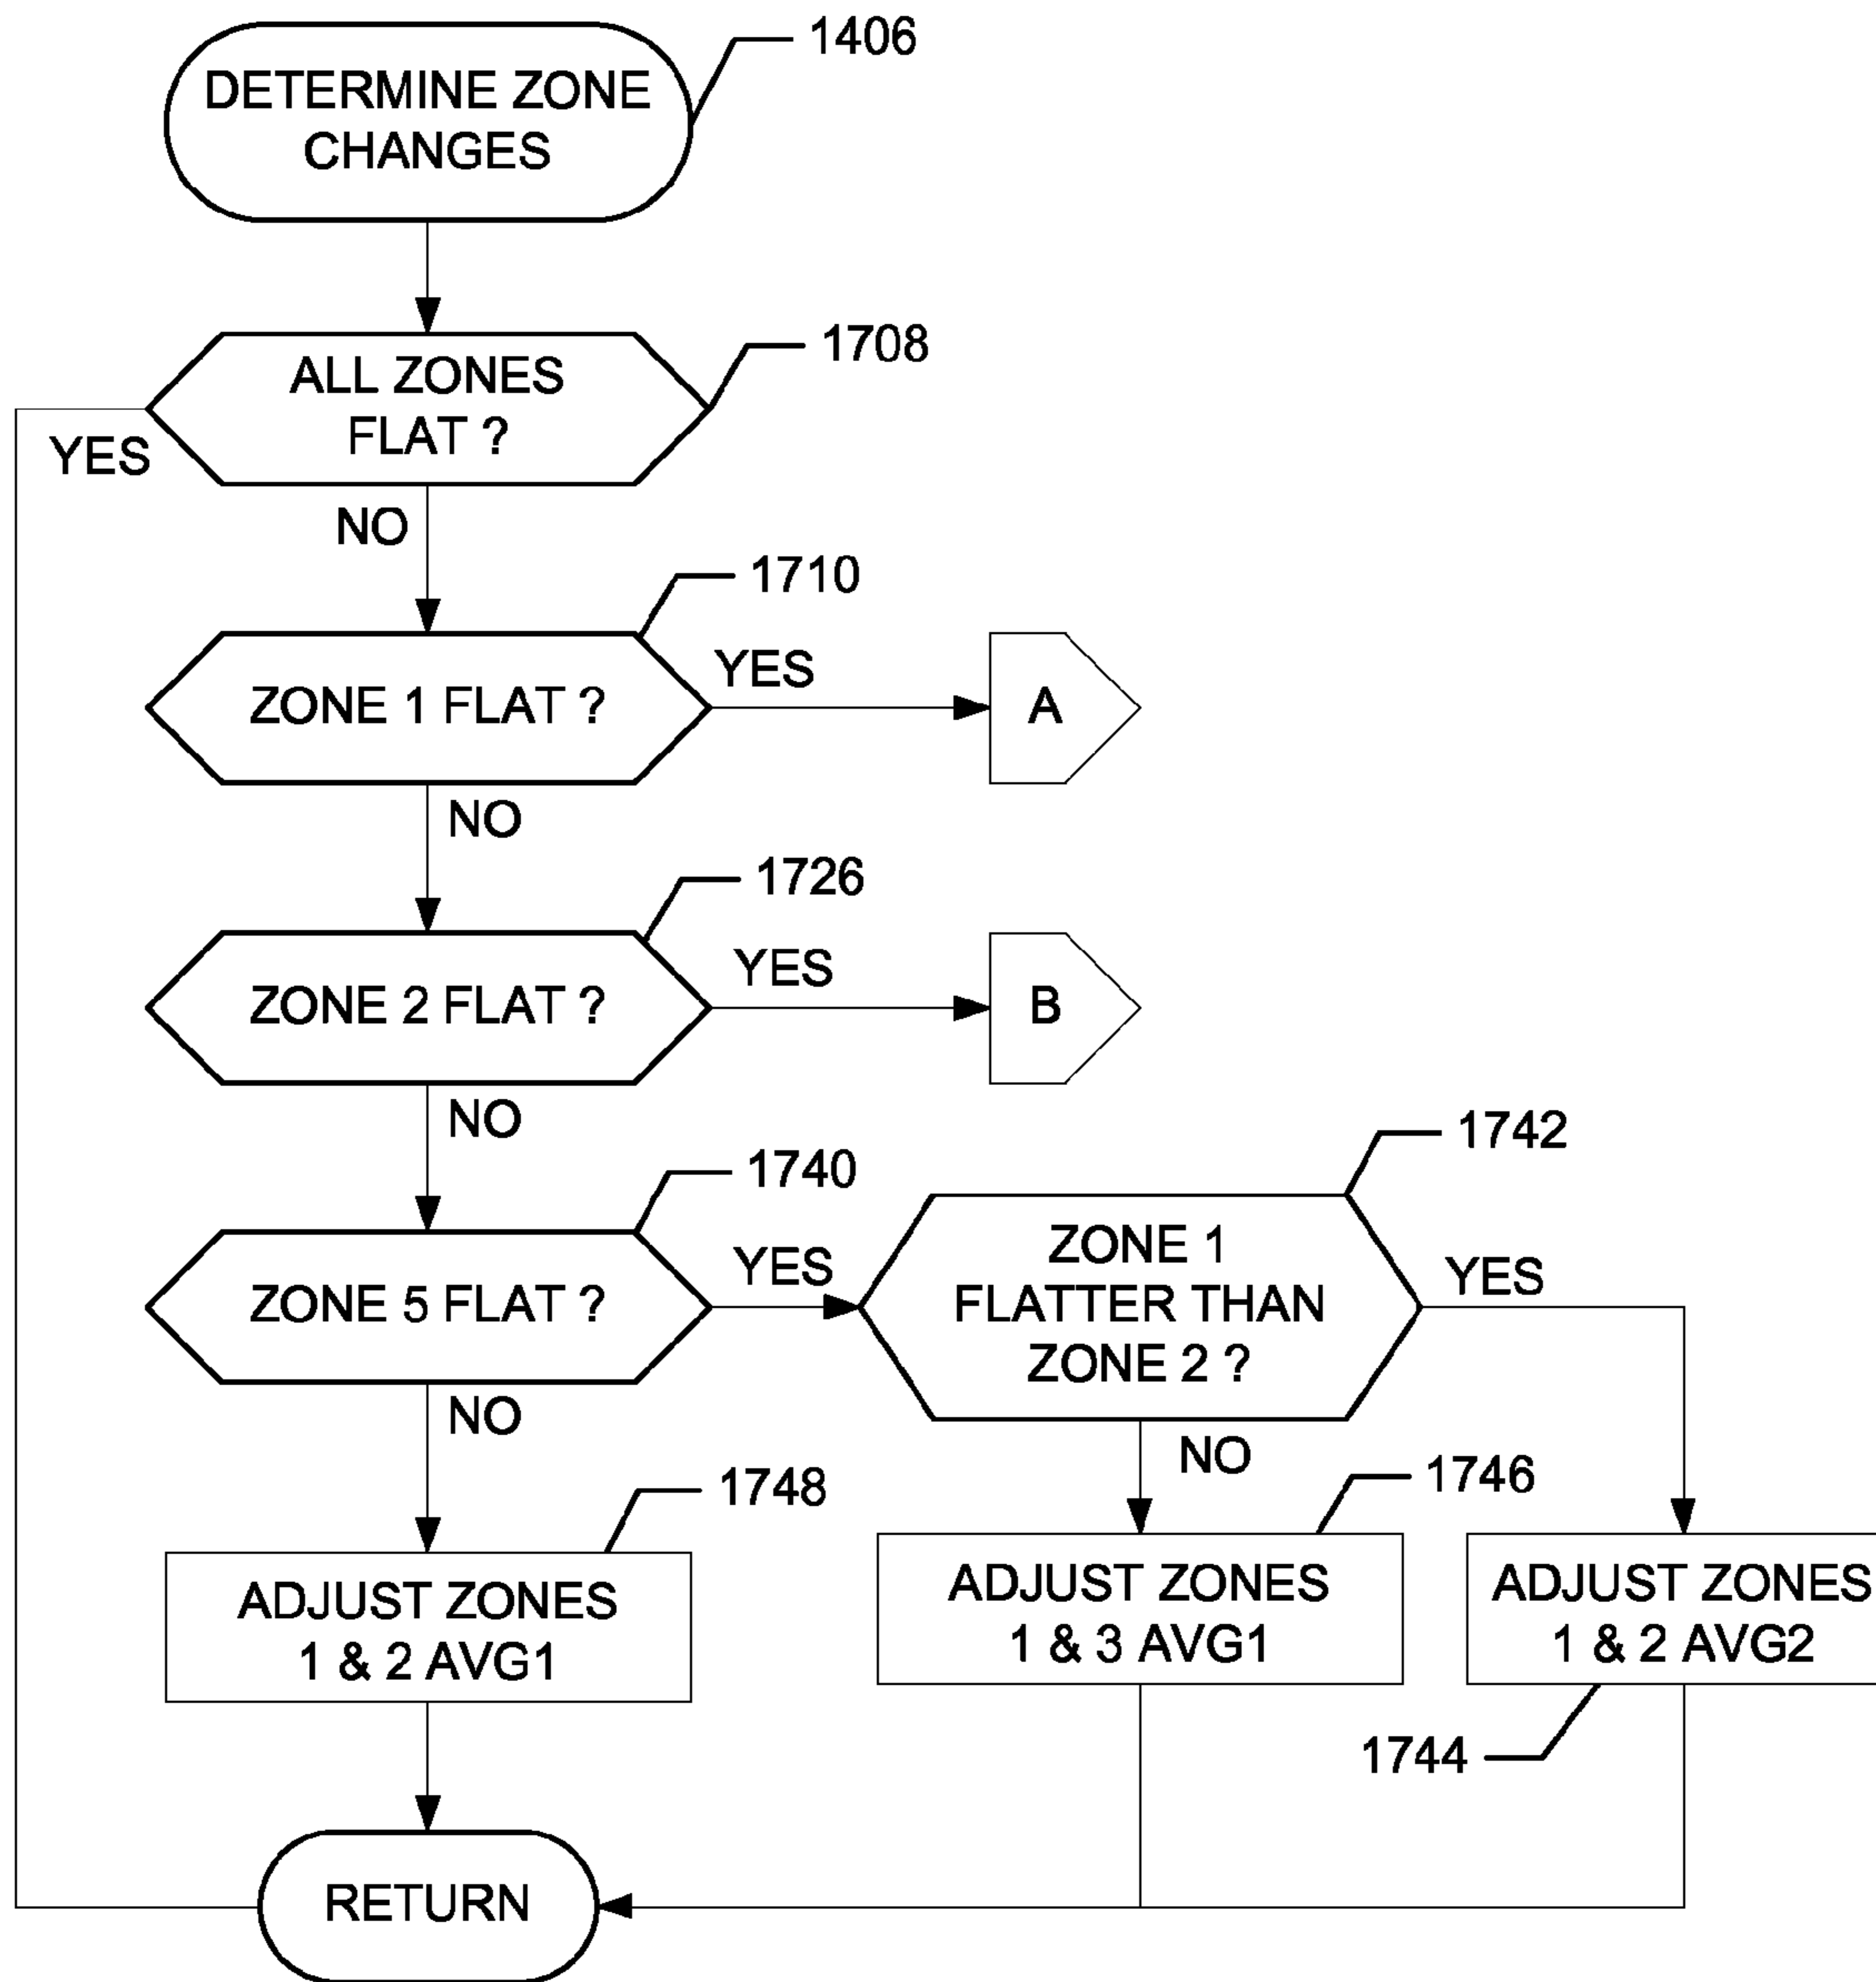 1406
DETERMINE ZONE
CHANGES
1708
ALL ZONES
FLAT ?
YES
NO
1710
ZONE 1 FLAT ?
YES
A
NO
1726
ZONE 2 FLAT ?
YES
B
NO
1740
ZONE 5 FLAT ?
YES
1742
ZONE 1
FLATTER THAN
ZONE 2 ?
YES
NO
NO
1748
ADJUST ZONES
1 & 2 AVG1
1746
ADJUST ZONES
1 & 3 AVG1
ADJUST ZONES
1 & 2 AVG2
1744
RETURN